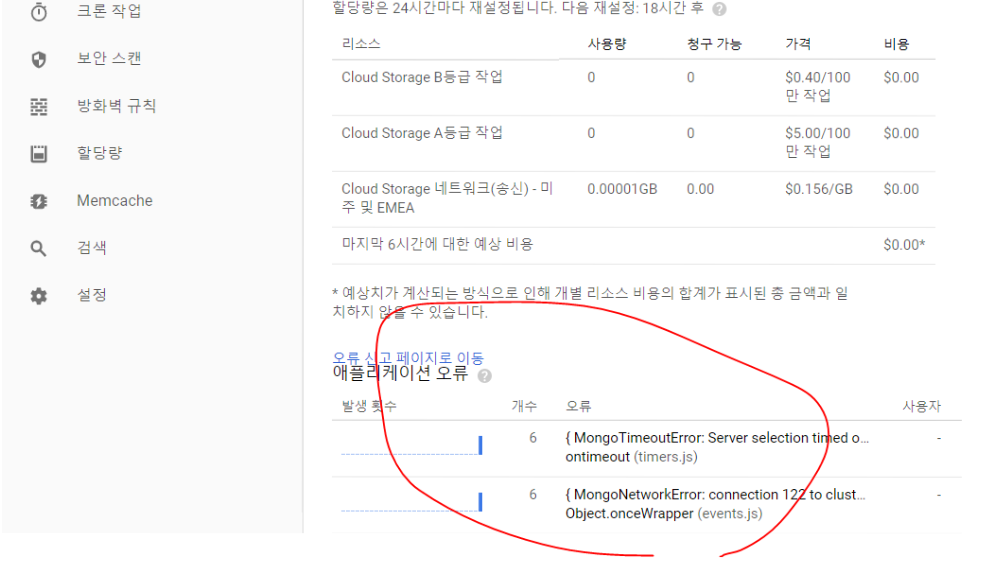 크론 작업
보안 스캔
방화벽 규칙
할당량
Memcache
검색
설정
할당량은 24시간마다 재설정됩니다. 다음 재설정: 18시간 후
리소스 사용량 청구 가능 가격 비용
Cloud Storage B등급 작업 0 0 $0.40/100 $0.00
만 작업
Cloud Storage A등급 작업 0 0 $5.00/100 $0.00
만 작업
Cloud Storage 네트워크(송신) - 미 0.00001GB 0.00 $0.156/GB $0.00
주 및 EMEA
마지막 6시간에 대한 예상 비용 $0.00*
* 예상치가 계산되는 방식으로 인해 개별 리소스 비용의 합계가 표시된 총 금액과 일
치하지 않을 수 있습니다.
오류 신고 페이지로 이동
애플리케이션 오류
발생 횟수 개수 오류 사용자
6 { MongoTimeoutError: Server selection timed o... -
ontimeout (timers.js)
6 { MongoNetworkError: connection 122 to clust... -
Object.onceWrapper (events.js)